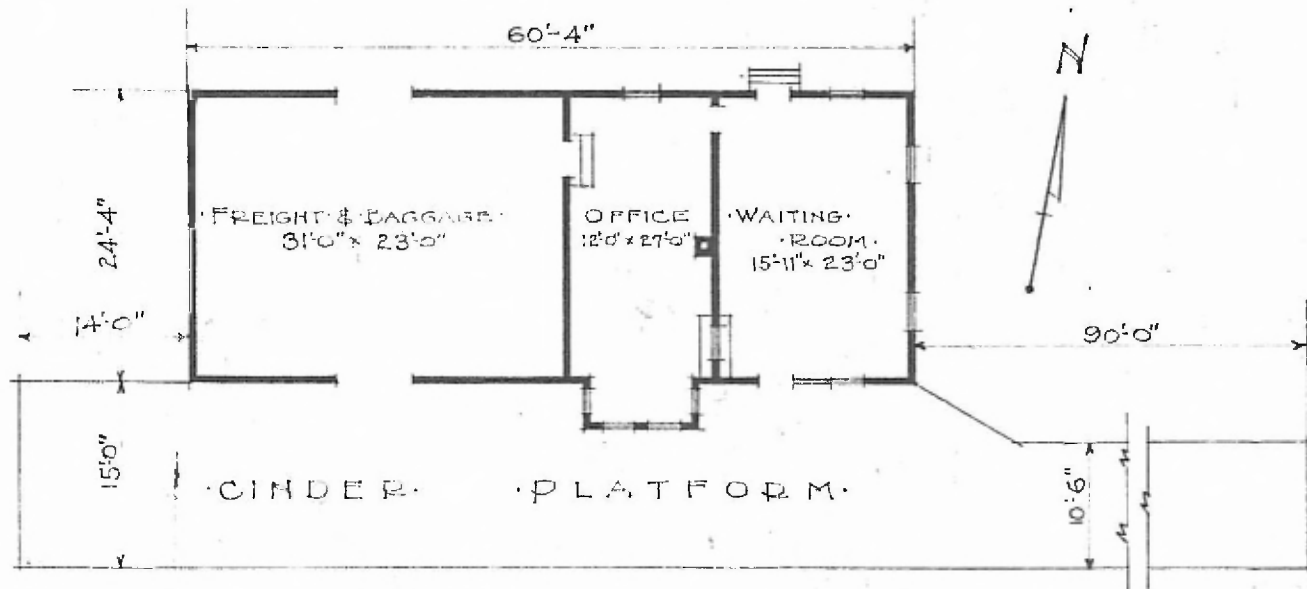 60'-4"
N
24'-4"
·FREIGHT·&·BAGGAGE·
31'0" × 23'-0"
OFFICE
12'0" × 27'-0"
·WAITING·
·ROOM·
15'-11" × 23'-0"
14'-0"
90'-0"
15'0"
·CINDER· ·PLATFORM·
10'-6"